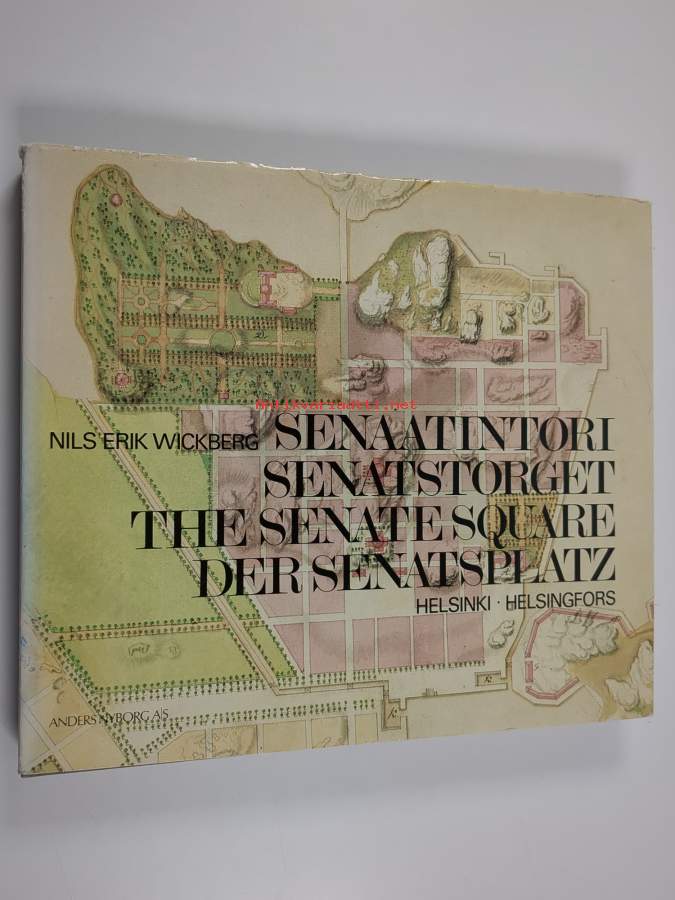 Antikvariaatti.net
NILS ERIK WICKBERG SENAATINTORI
SENATSTORGET
THE SENATE SQUARE
DER SENATSPLATZ
HELSINKI · HELSINGFORS
ANDERS NYBORG A/S